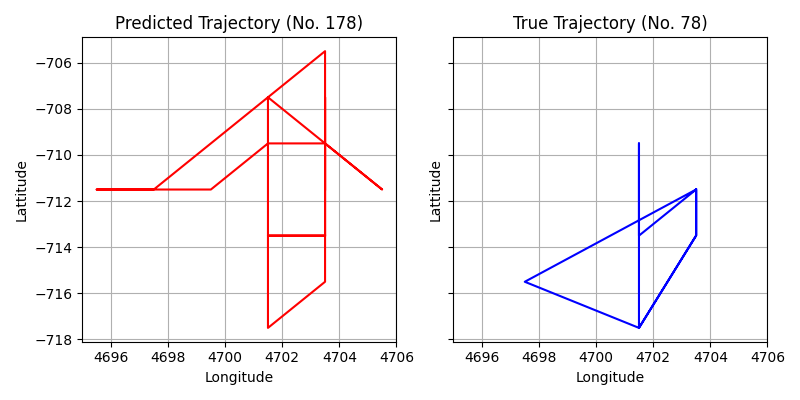 Predicted Trajectory (No. 178)
True Trajectory (No. 78)
−706
−708
−710
−712
−714
−716
−718
Lattitude
Lattitude
4696 4698 4700 4702 4704 4706
4696 4698 4700 4702 4704 4706
Longitude
Longitude